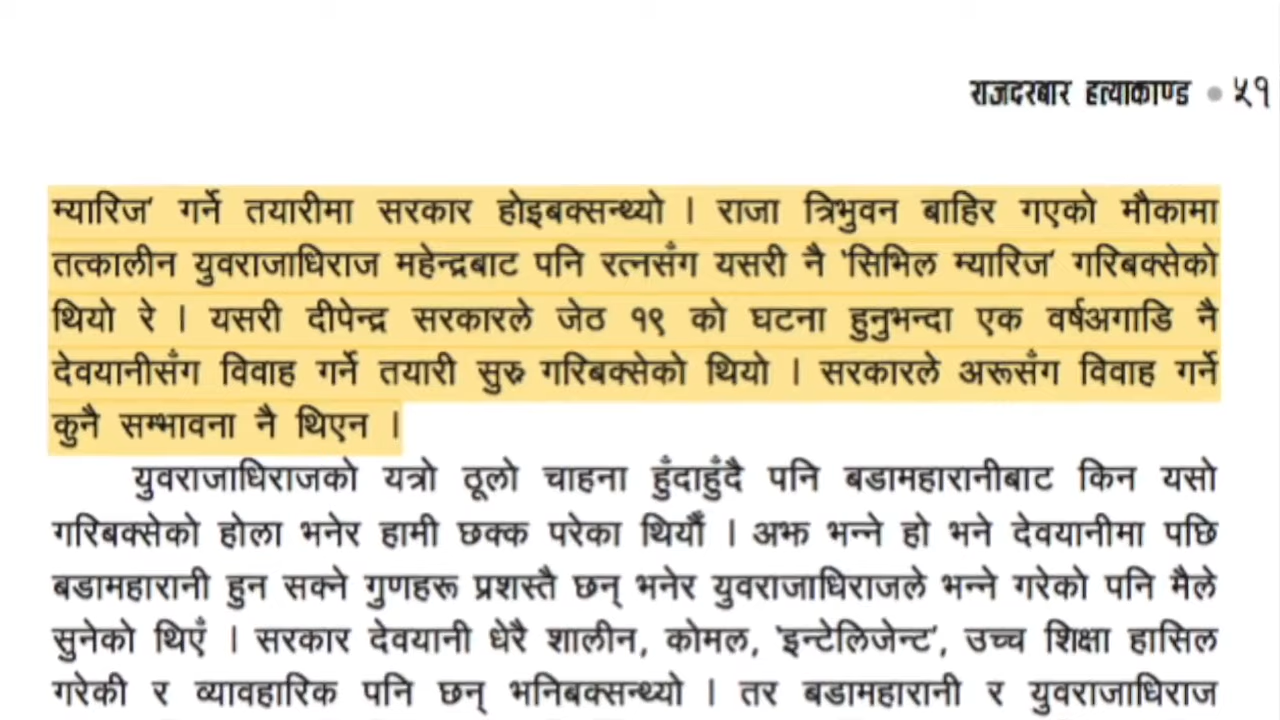 राजदरबार हत्याकाण्ड ● ५१
म्यारिज’ गर्ने तयारीमा सरकार होइबक्सन्थ्यो । राजा त्रिभुवन बाहिर गएको मौकामा
तत्कालीन युवराजाधिराज महेन्द्रबाट पनि रत्नसँग यसरी नै ‘सिभिल म्यारिज’ गरिबक्सेको
थियो रे । यसरी दीपेन्द्र सरकारले जेठ १९ को घटना हुनुभन्दा एक वर्षअगाडि नै
देवयानीसँग विवाह गर्ने तयारी सुरु गरिबक्सेको थियो । सरकारले अरूसँग विवाह गर्ने
कुनै सम्भावना नै थिएन ।
युवराजाधिराजको यत्रो ठूलो चाहना हुँदाहुँदै पनि बडामहारानीबाट किन यसो
गरिबक्सेको होला भनेर हामी छक्क परेका थियौँ । अझ भन्ने हो भने देवयानीमा पछि
बडामहारानी हुन सक्ने गुणहरू प्रशस्तै छन् भनेर युवराजाधिराजले भन्ने गरेको पनि मैले
सुनेको थिएँ । सरकार देवयानी धेरै शालीन, कोमल, ‘इन्टेलिजेन्ट’, उच्च शिक्षा हासिल
गरेकी र व्यावहारिक पनि छन् भनिबक्सन्थ्यो । तर बडामहारानी र युवराजाधिराज